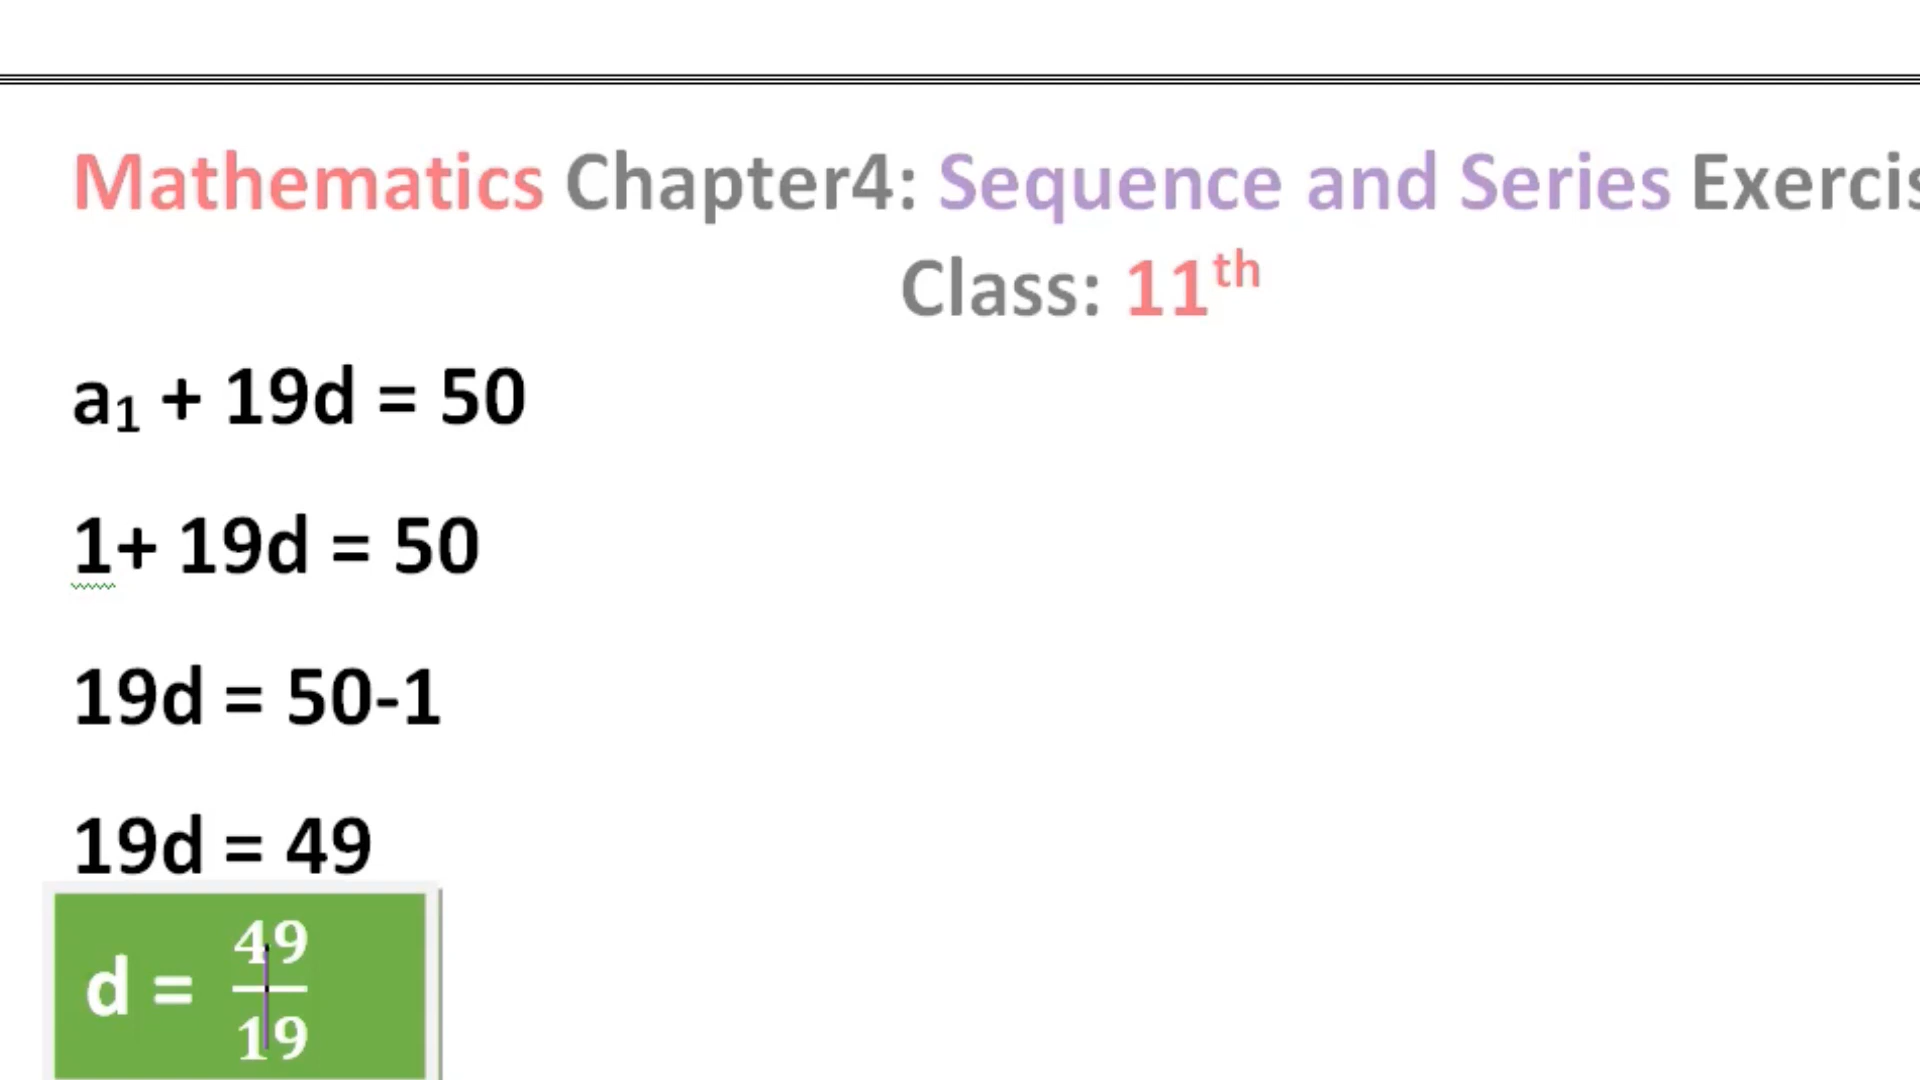 Mathematics Chapter4: Sequence and Series Exercis
Class: 11th
a₁ + 19d = 50
1+ 19d = 50
19d = 50-1
19d = 49
d = 49/19